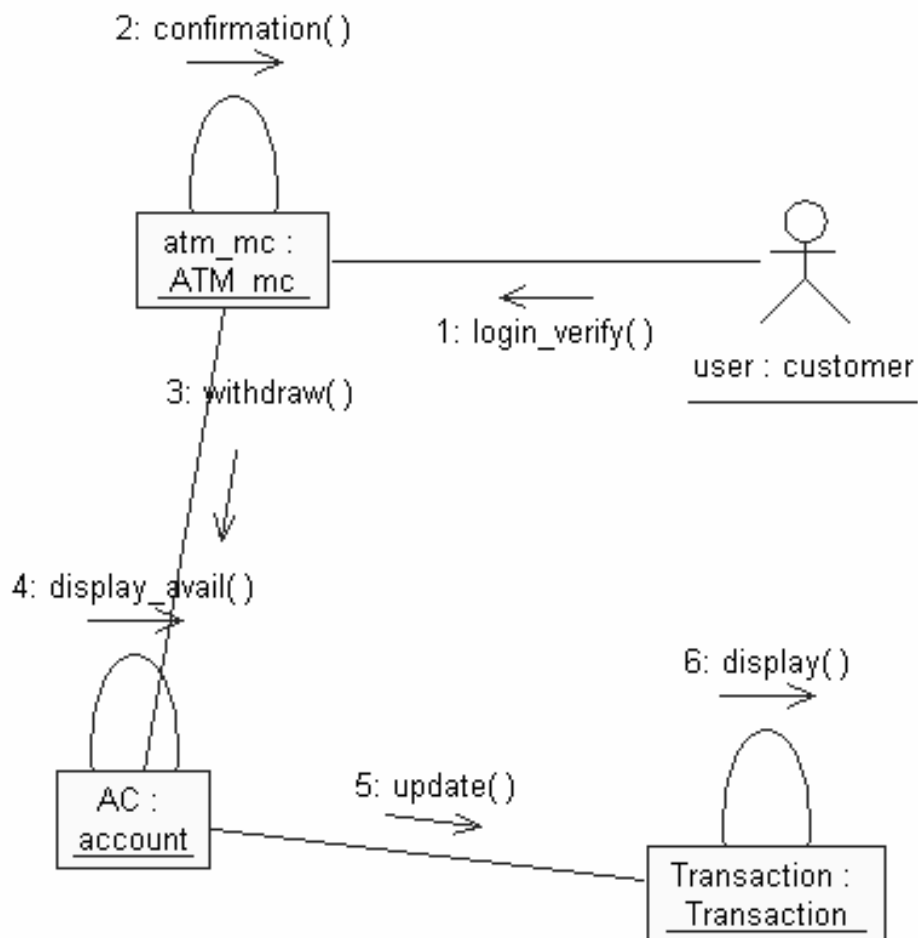 2: confirmation( )
atm_mc :
ATM_mc
1: login_verify( )
user : customer
3: withdraw( )
4: display_avail( )
6: display( )
AC :
account
5: update( )
Transaction :
Transaction